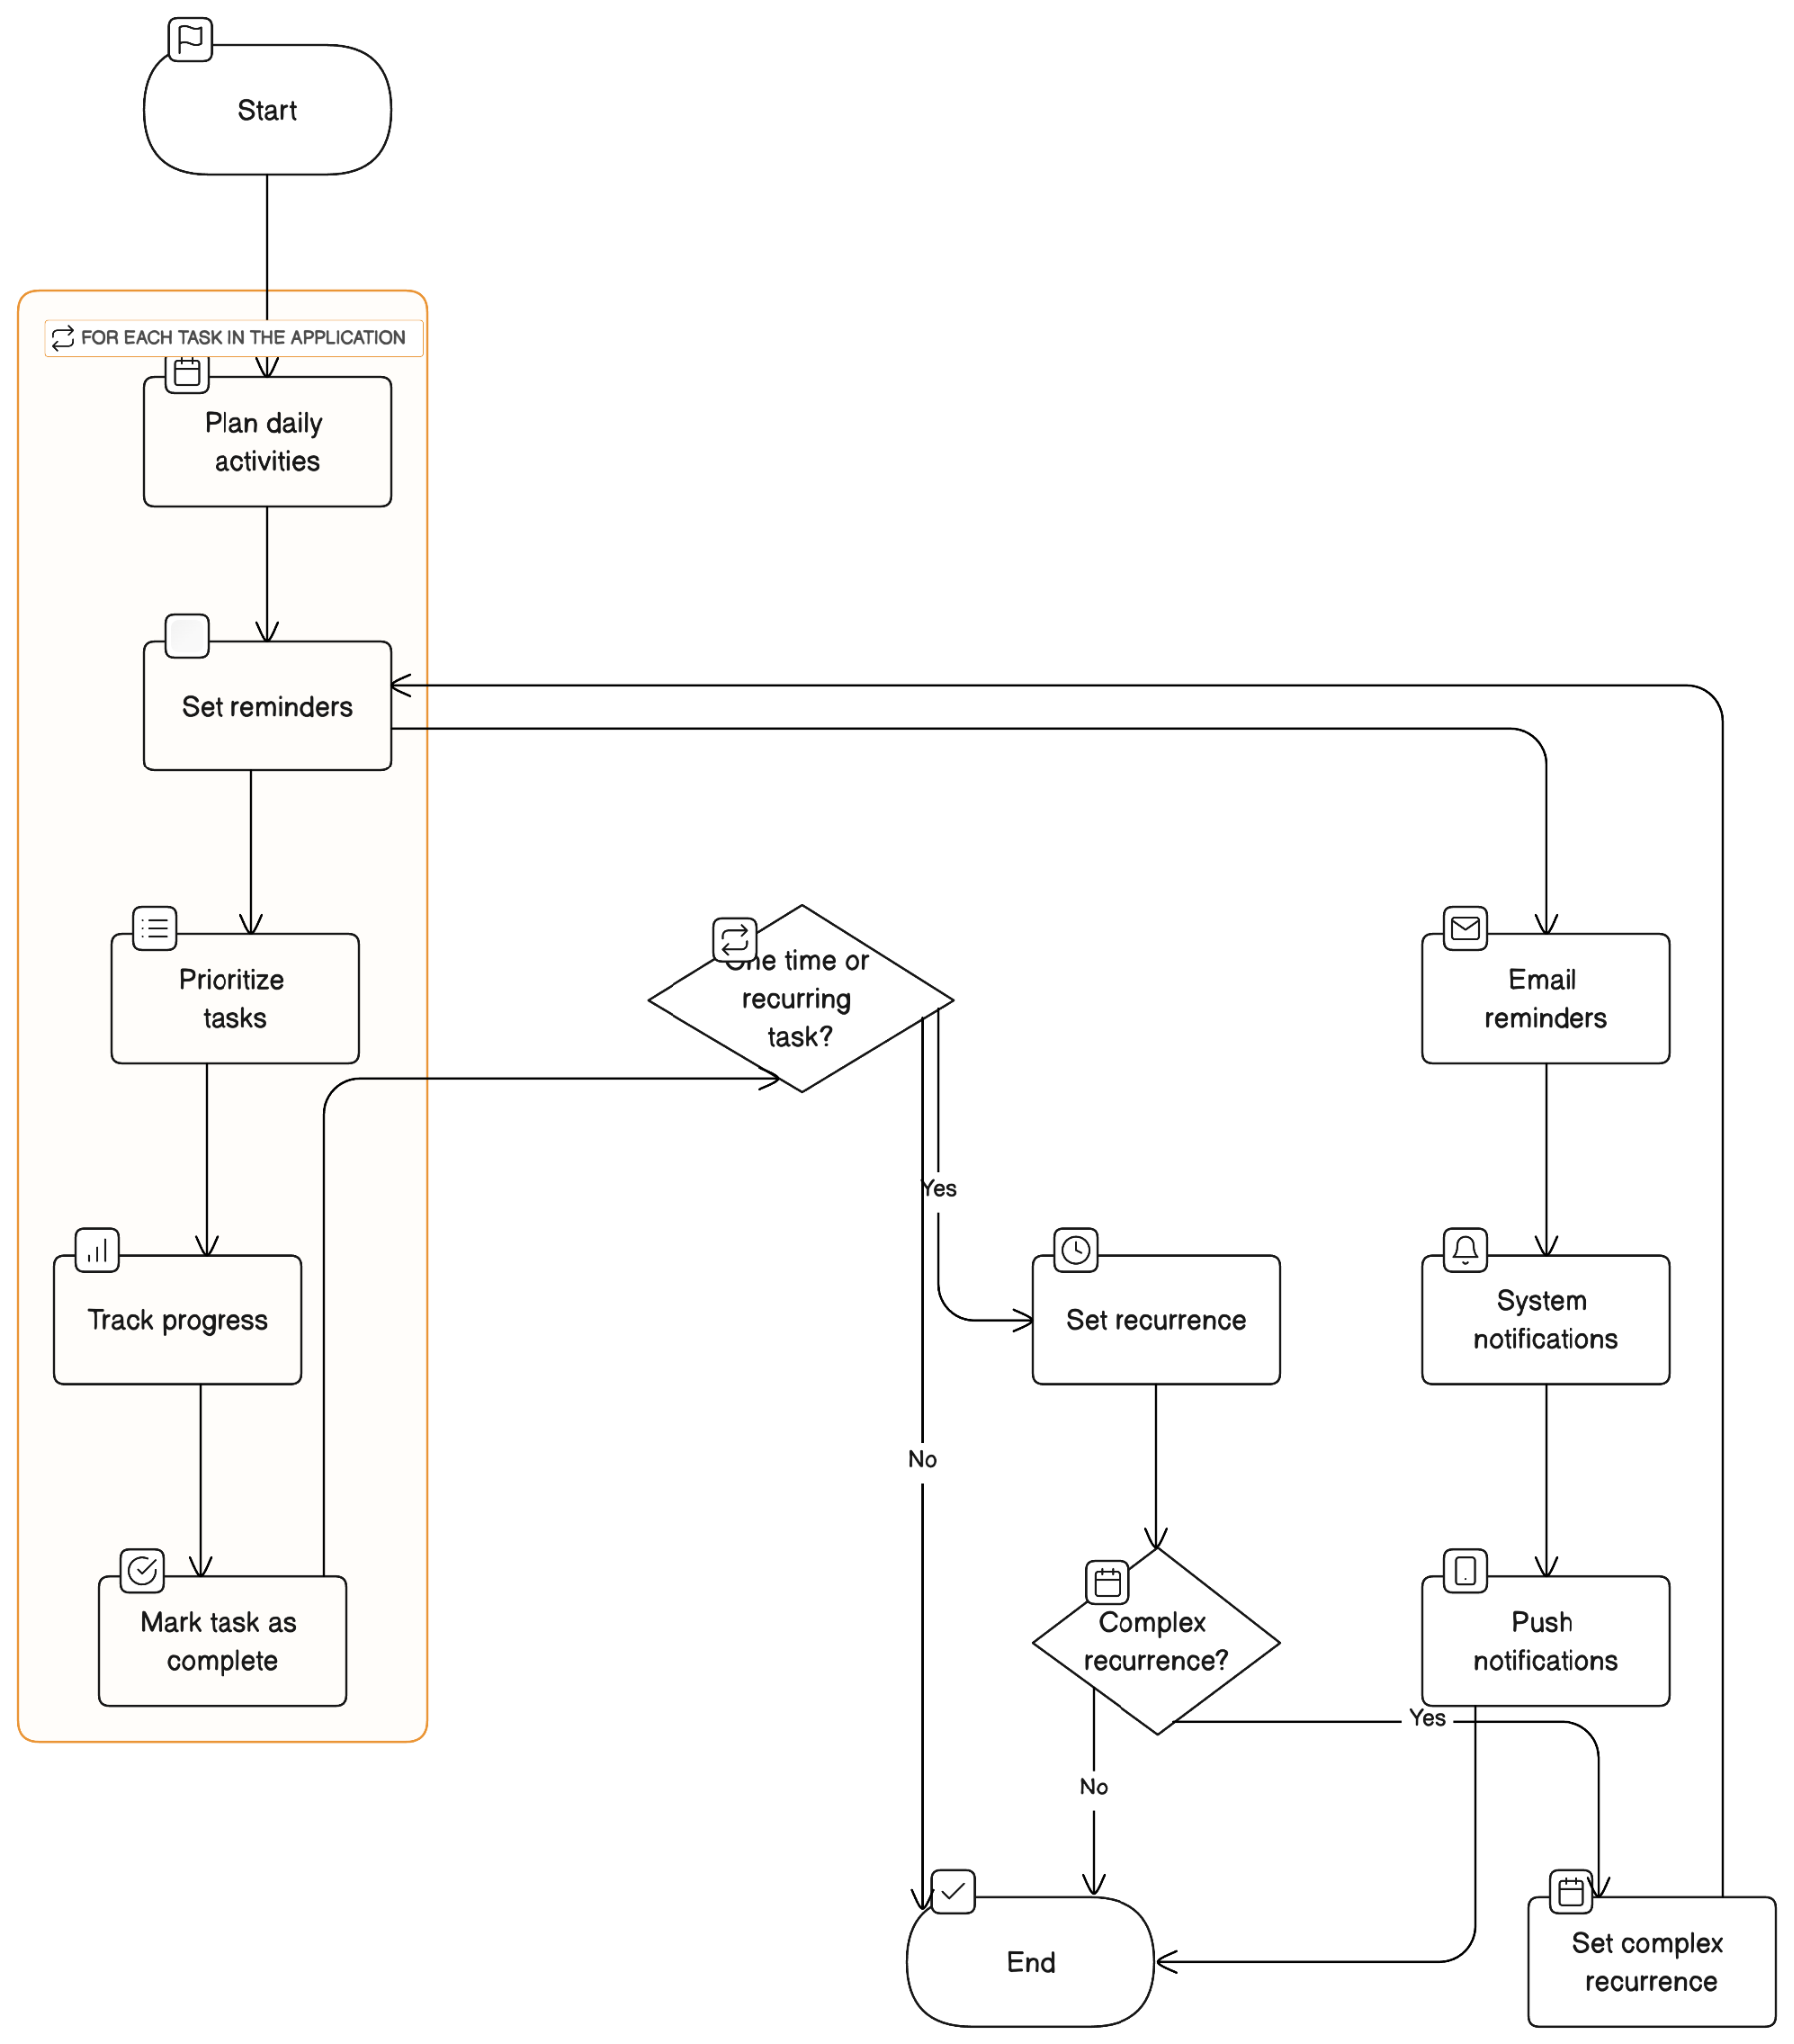 Start
FOR EACH TASK IN THE APPLICATION
Plan daily
activities
Set reminders
Prioritize
tasks
One time or
recurring
task?
Email
reminders
Yes
Track progress
Set recurrence
System
notifications
No
Mark task as
complete
Complex
recurrence?
Push
notifications
Yes
No
End
Set complex
recurrence